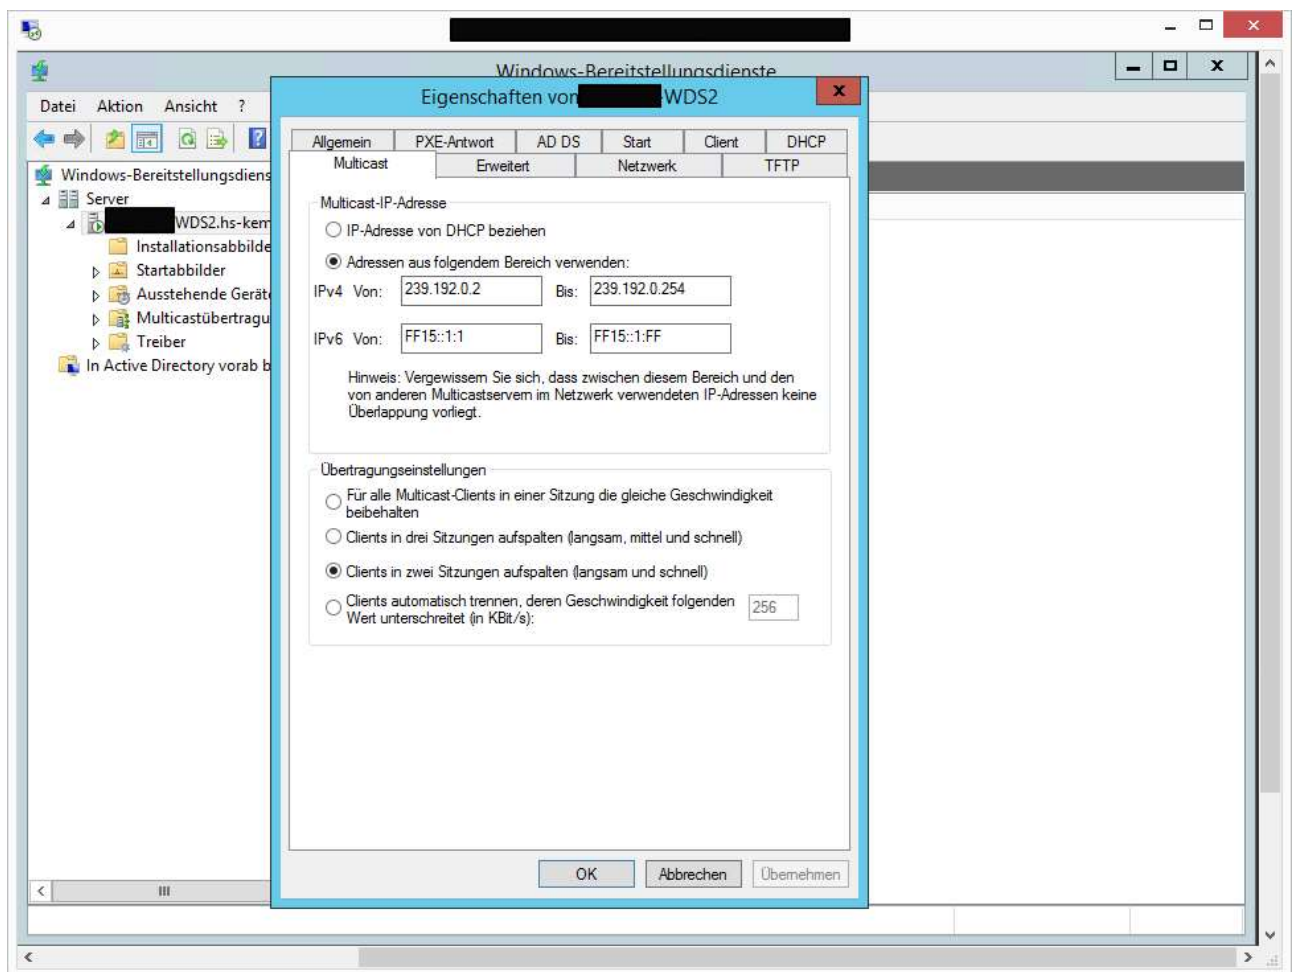 Windows-Bereitstellungsdienste
Datei Aktion Ansicht ?
Windows-Bereitstellungsdiens
Server
WDS2.hs-kem
Installationsabbilde
Startabbilder
Ausstehende Geräte
Multicastübertragu
Treiber
In Active Directory vorab b
Eigenschaften von WDS2
Allgemein PXE-Antwort AD DS Start Client DHCP
Multicast Erweitert Netzwerk TFTP
Multicast-IP-Adresse
IP-Adresse von DHCP beziehen
Adressen aus folgendem Bereich verwenden:
IPv4 Von: 239.192.0.2 Bis: 239.192.0.254
IPv6 Von: FF15::1:1 Bis: FF15::1:FF
Hinweis: Vergewissern Sie sich, dass zwischen diesem Bereich und den
von anderen Multicastservern im Netzwerk verwendeten IP-Adressen keine
Überlappung vorliegt.
Übertragungseinstellungen
Für alle Multicast-Clients in einer Sitzung die gleiche Geschwindigkeit
beibehalten
Clients in drei Sitzungen aufspalten (langsam, mittel und schnell)
Clients in zwei Sitzungen aufspalten (langsam und schnell)
Clients automatisch trennen, deren Geschwindigkeit folgenden
Wert unterschreitet (in KBit/s): 256
OK Abbrechen Übernehmen